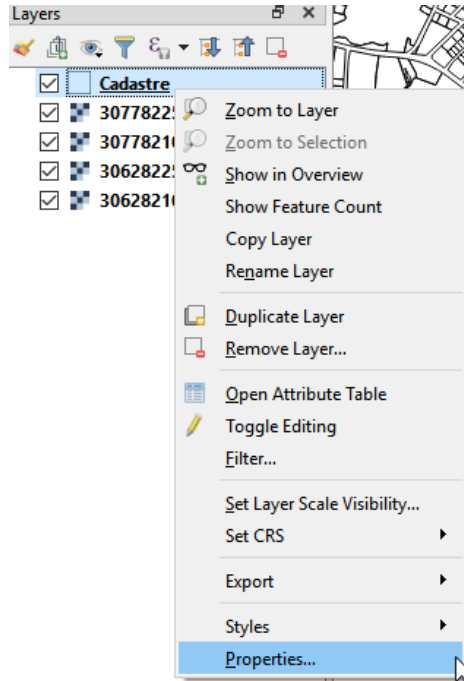 Layers
Cadastre
Zoom to Layer
Zoom to Selection
Show in Overview
Show Feature Count
Copy Layer
Rename Layer
Duplicate Layer
Remove Layer...
Open Attribute Table
Toggle Editing
Filter...
Set Layer Scale Visibility...
Set CRS
Export
Styles
Properties...